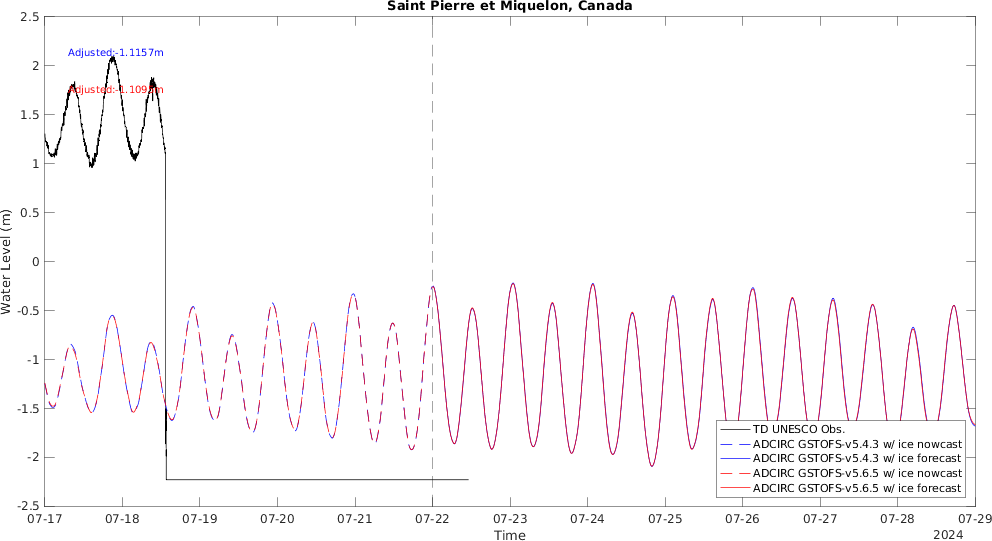 Saint Pierre et Miquelon, Canada
2.5
2
1.5
1
0.5
0
-0.5
-1
-1.5
-2
-2.5
Water Level (m)
Adjusted:-1.1157m
TD UNESCO Obs.
ADCIRC GSTOFS-v5.4.3 w/ ice nowcast
ADCIRC GSTOFS-v5.4.3 w/ ice forecast
ADCIRC GSTOFS-v5.6.5 w/ ice nowcast
ADCIRC GSTOFS-v5.6.5 w/ ice forecast
07-17 07-18 07-19 07-20 07-21 07-22 07-23 07-24 07-25 07-26 07-27 07-28 07-29
Time
2024